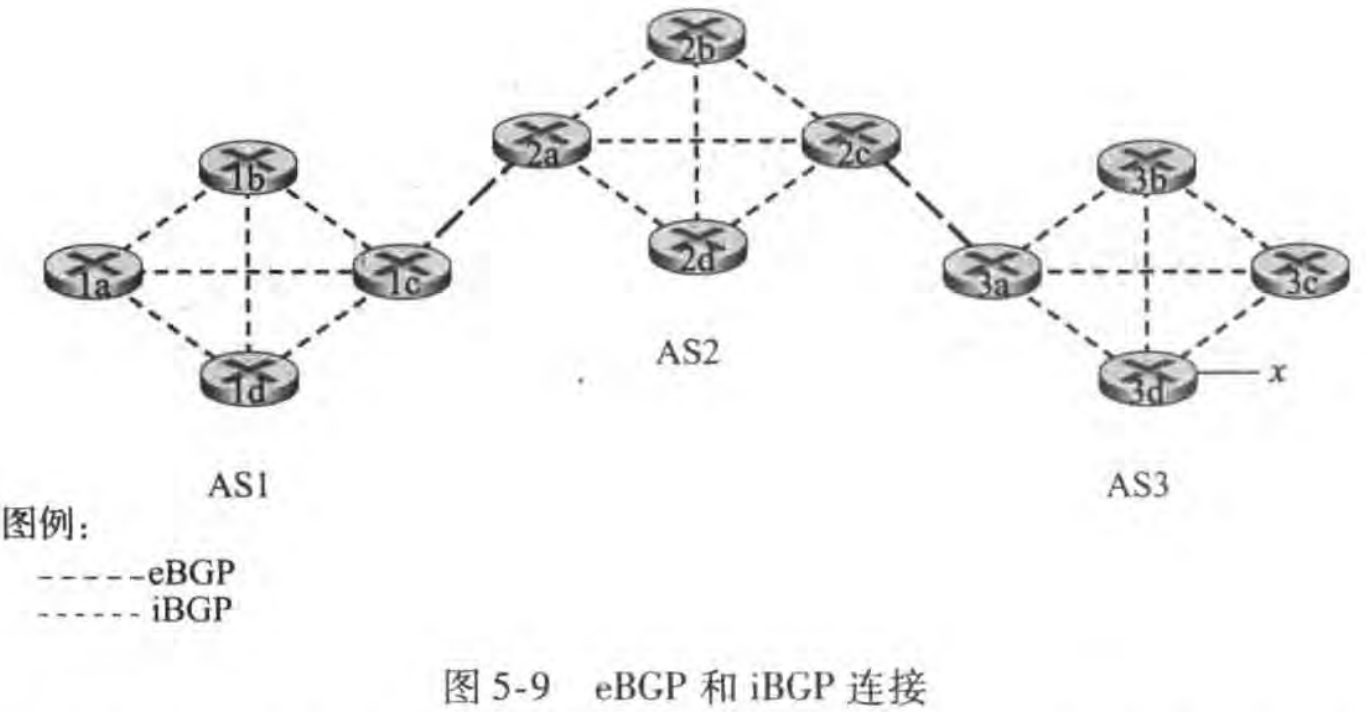 2b
2a
2c
1b
3b
2d
1a
1c
3a
3c
AS2
1d
3d
x
AS1
AS3
图例：
eBGP
iBGP
图 5-9 eBGP 和 iBGP 连接